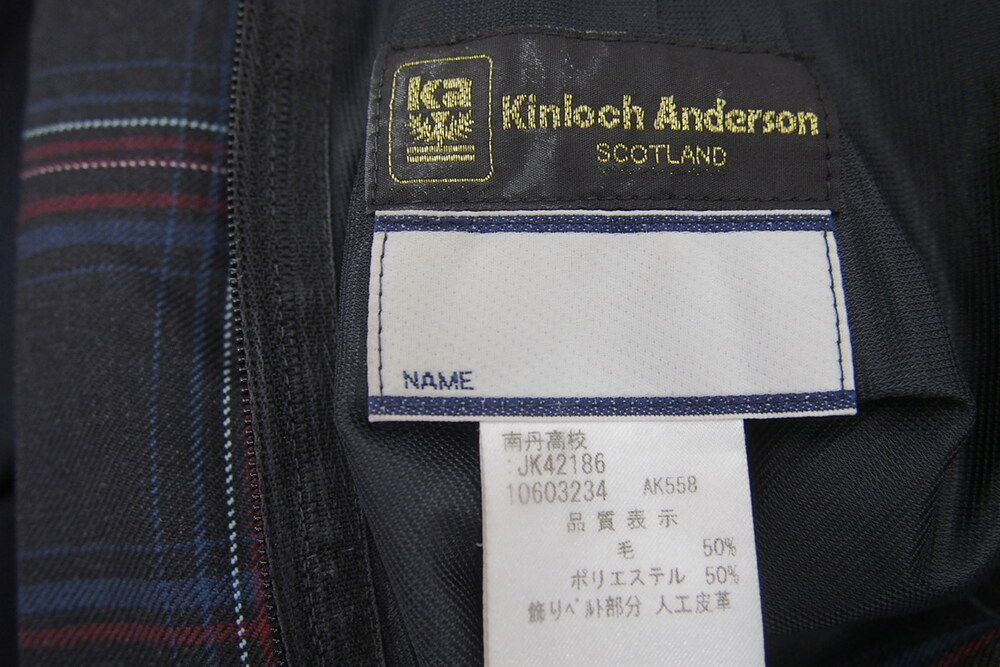 ka
Kinloch Anderson
SCOTLAND
NAME
南丹高校
:JK42186
10603234 AK558
品質表示
毛 50%
ポリエステル 50%
飾りベルト部分 人工皮革